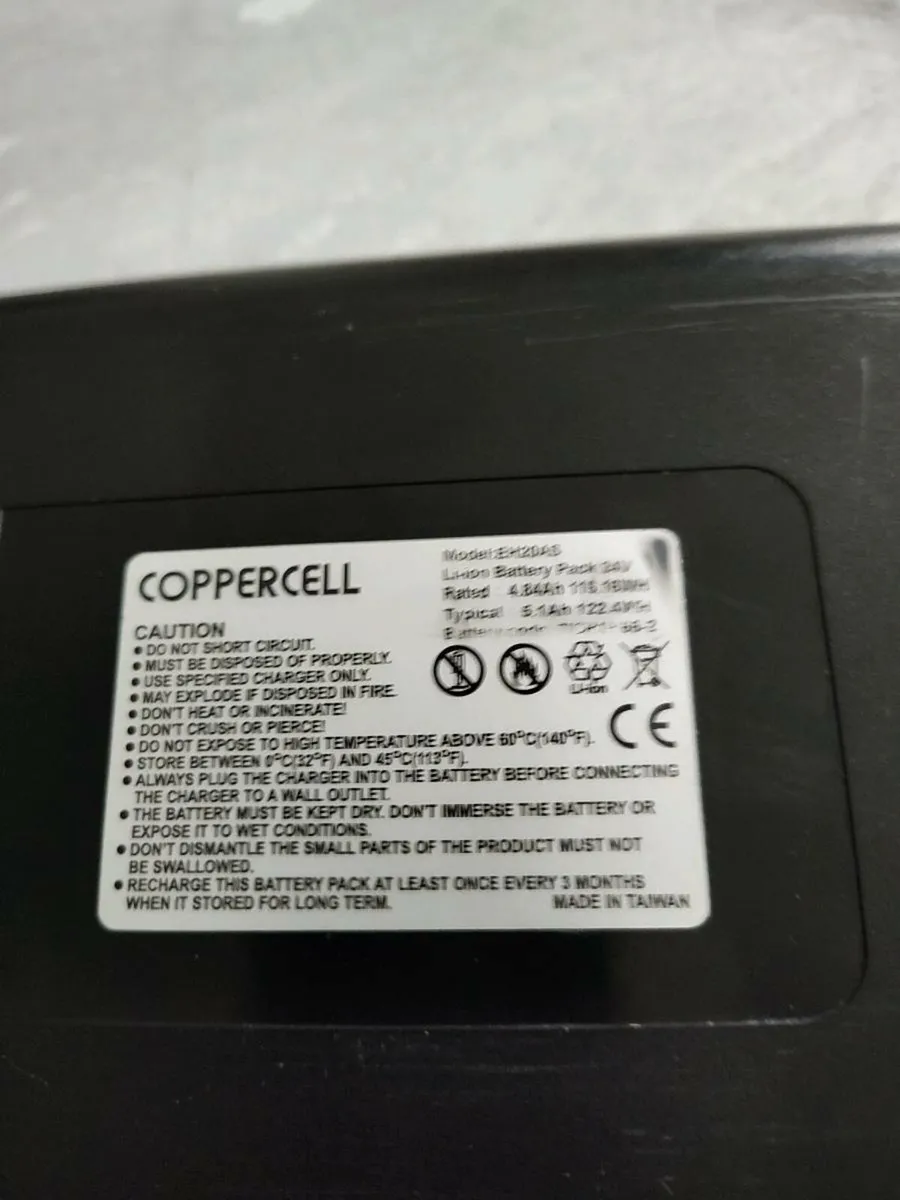 COPPERCELL
Li-ion Battery Pack 24V
Rated 4.84Ah 116.16WH
Typical 5.1Ah 122.4WH
Battery code:
Li-ion
CE
CAUTION
● DO NOT SHORT CIRCUIT.
● MUST BE DISPOSED OF PROPERLY.
● USE SPECIFIED CHARGER ONLY.
● MAY EXPLODE IF DISPOSED IN FIRE.
● DON'T HEAT OR INCINERATE!
● DON'T CRUSH OR PIERCE!
● DO NOT EXPOSE TO HIGH TEMPERATURE ABOVE 60°C(140°F).
● STORE BETWEEN 0°C(32°F) AND 45°C(113°F).
● ALWAYS PLUG THE CHARGER INTO THE BATTERY BEFORE CONNECTING
THE CHARGER TO A WALL OUTLET.
● THE BATTERY MUST BE KEPT DRY. DON'T IMMERSE THE BATTERY OR
EXPOSE IT TO WET CONDITIONS.
● DON'T DISMANTLE THE SMALL PARTS OF THE PRODUCT MUST NOT
BE SWALLOWED.
● RECHARGE THIS BATTERY PACK AT LEAST ONCE EVERY 3 MONTHS
WHEN IT STORED FOR LONG TERM.
MADE IN TAIWAN